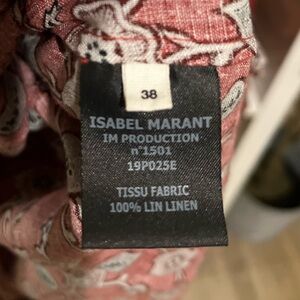 38
ISABEL MARANT
IM PRODUCTION
n°1501
19P025E
TISSU FABRIC
100% LIN LINEN